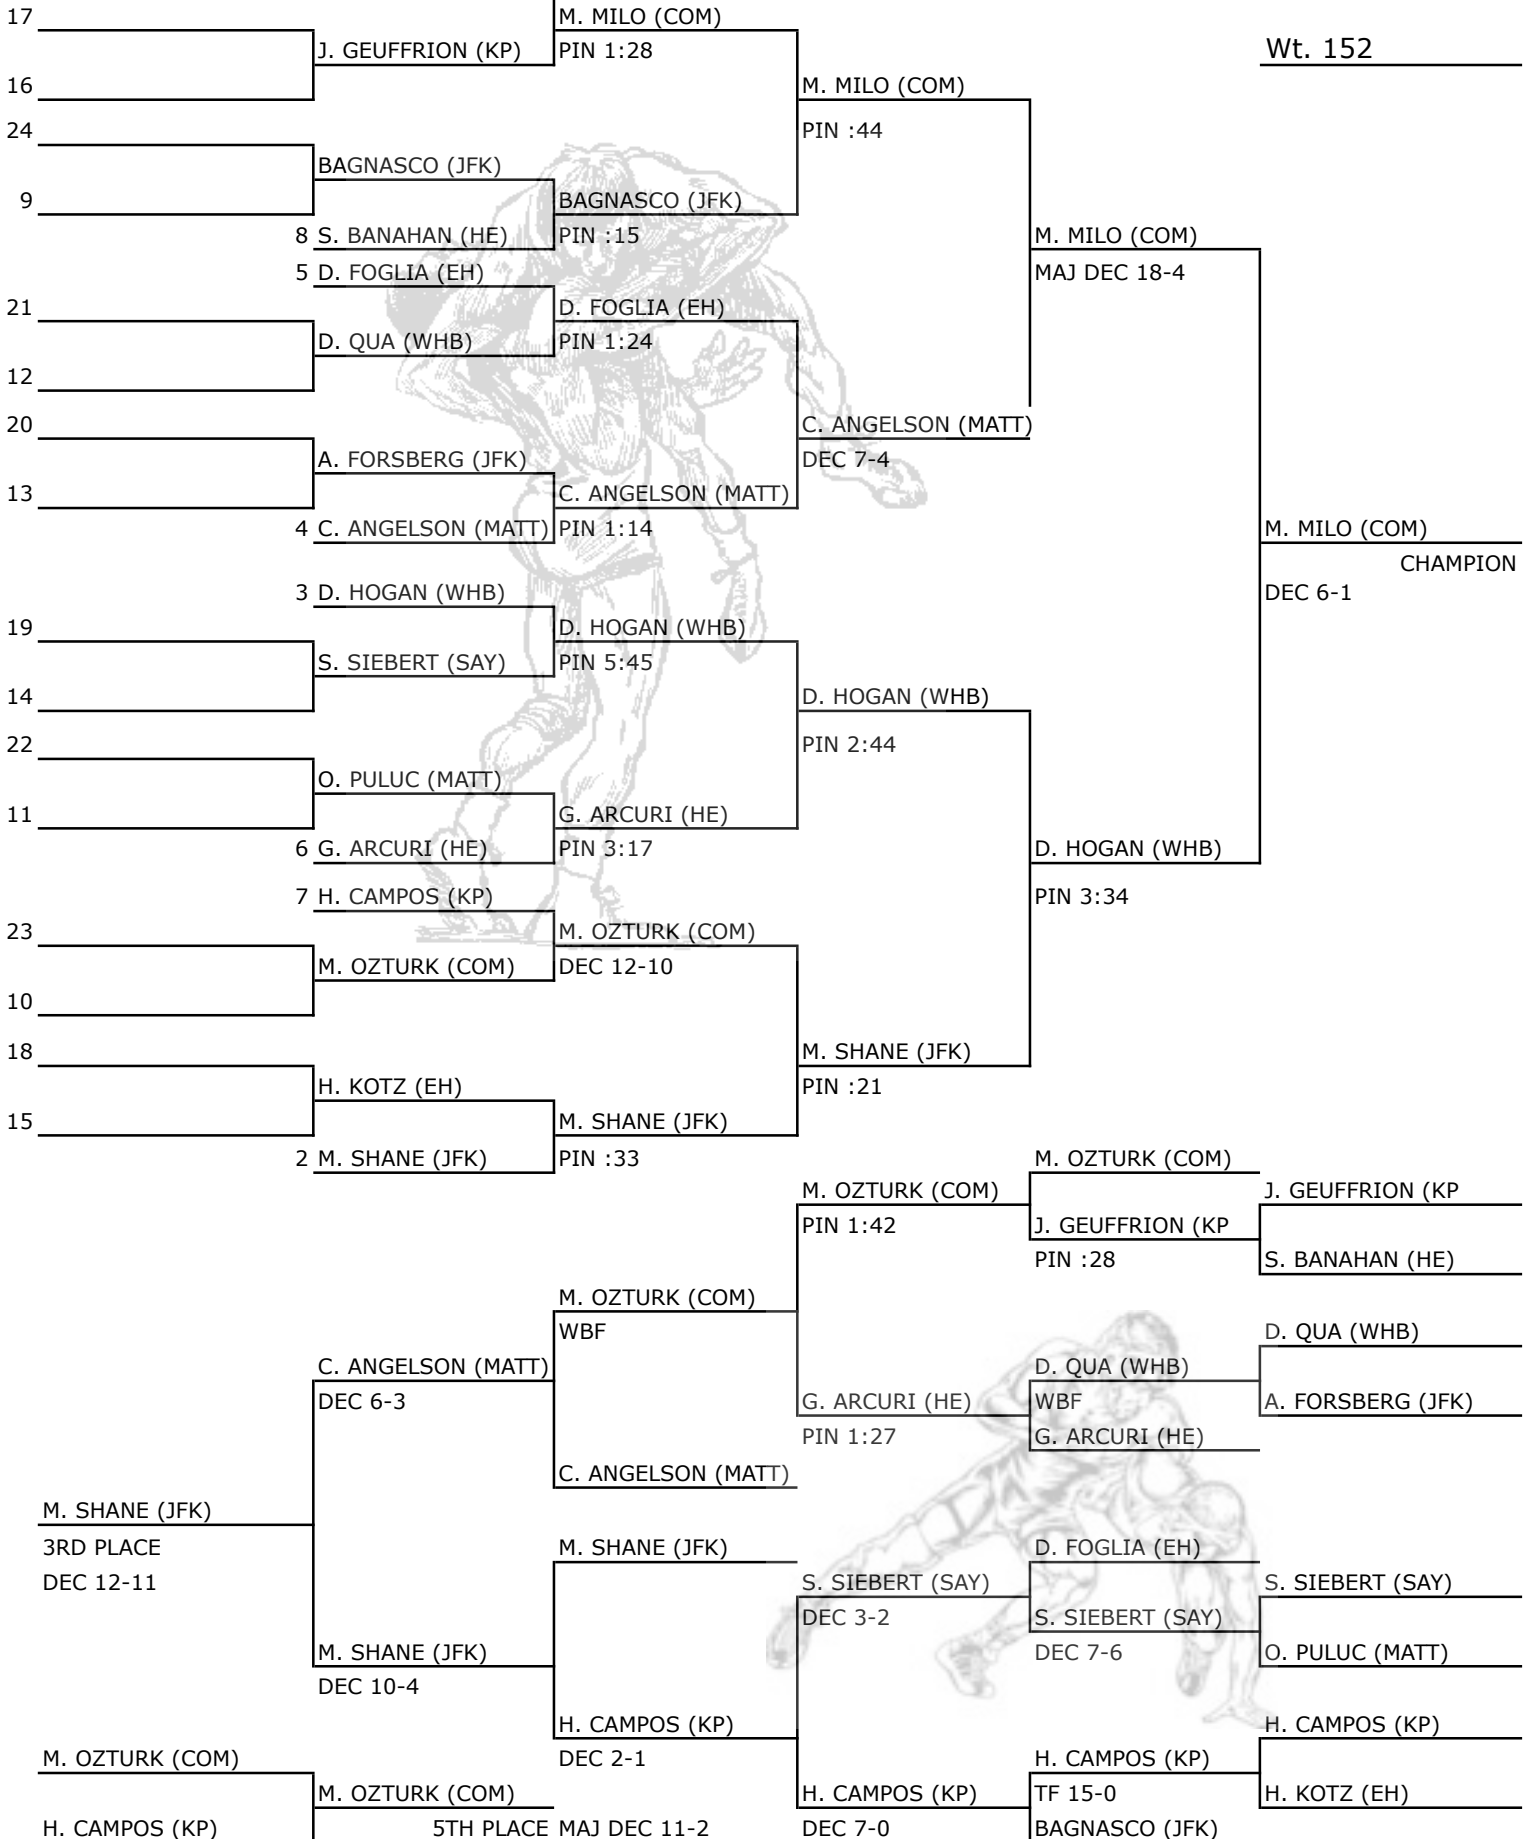 17
M. MILO (COM)
J. GEUFFRION (KP)
PIN 1:28
Wt. 152
16
M. MILO (COM)
24
PIN :44
BAGNASCO (JFK)
9
BAGNASCO (JFK)
8 S. BANAHAN (HE)
PIN :15
M. MILO (COM)
5 D. FOGLIA (EH)
MAJ DEC 18-4
21
D. FOGLIA (EH)
D. QUA (WHB)
PIN 1:24
12
20
C. ANGELSON (MATT)
A. FORSBERG (JFK)
DEC 7-4
13
C. ANGELSON (MATT)
4 C. ANGELSON (MATT)
PIN 1:14
M. MILO (COM)
CHAMPION
3 D. HOGAN (WHB)
DEC 6-1
19
D. HOGAN (WHB)
S. SIEBERT (SAY)
PIN 5:45
14
D. HOGAN (WHB)
22
PIN 2:44
O. PULUC (MATT)
11
G. ARCURI (HE)
6 G. ARCURI (HE)
PIN 3:17
D. HOGAN (WHB)
7 H. CAMPOS (KP)
PIN 3:34
23
M. OZTURK (COM)
M. OZTURK (COM)
DEC 12-10
10
18
M. SHANE (JFK)
H. KOTZ (EH)
PIN :21
15
M. SHANE (JFK)
2 M. SHANE (JFK)
PIN :33
M. OZTURK (COM)
M. OZTURK (COM)
J. GEUFFRION (KP
PIN 1:42
J. GEUFFRION (KP
PIN :28
S. BANAHAN (HE)
M. OZTURK (COM)
WBF
D. QUA (WHB)
C. ANGELSON (MATT)
D. QUA (WHB)
DEC 6-3
G. ARCURI (HE)
WBF
A. FORSBERG (JFK)
PIN 1:27
G. ARCURI (HE)
C. ANGELSON (MATT)
M. SHANE (JFK)
3RD PLACE
M. SHANE (JFK)
D. FOGLIA (EH)
DEC 12-11
S. SIEBERT (SAY)
S. SIEBERT (SAY)
DEC 3-2
S. SIEBERT (SAY)
M. SHANE (JFK)
DEC 7-6
O. PULUC (MATT)
DEC 10-4
H. CAMPOS (KP)
H. CAMPOS (KP)
M. OZTURK (COM)
DEC 2-1
H. CAMPOS (KP)
M. OZTURK (COM)
H. CAMPOS (KP)
TF 15-0
H. KOTZ (EH)
H. CAMPOS (KP)
5TH PLACE
MAJ DEC 11-2
DEC 7-0
BAGNASCO (JFK)